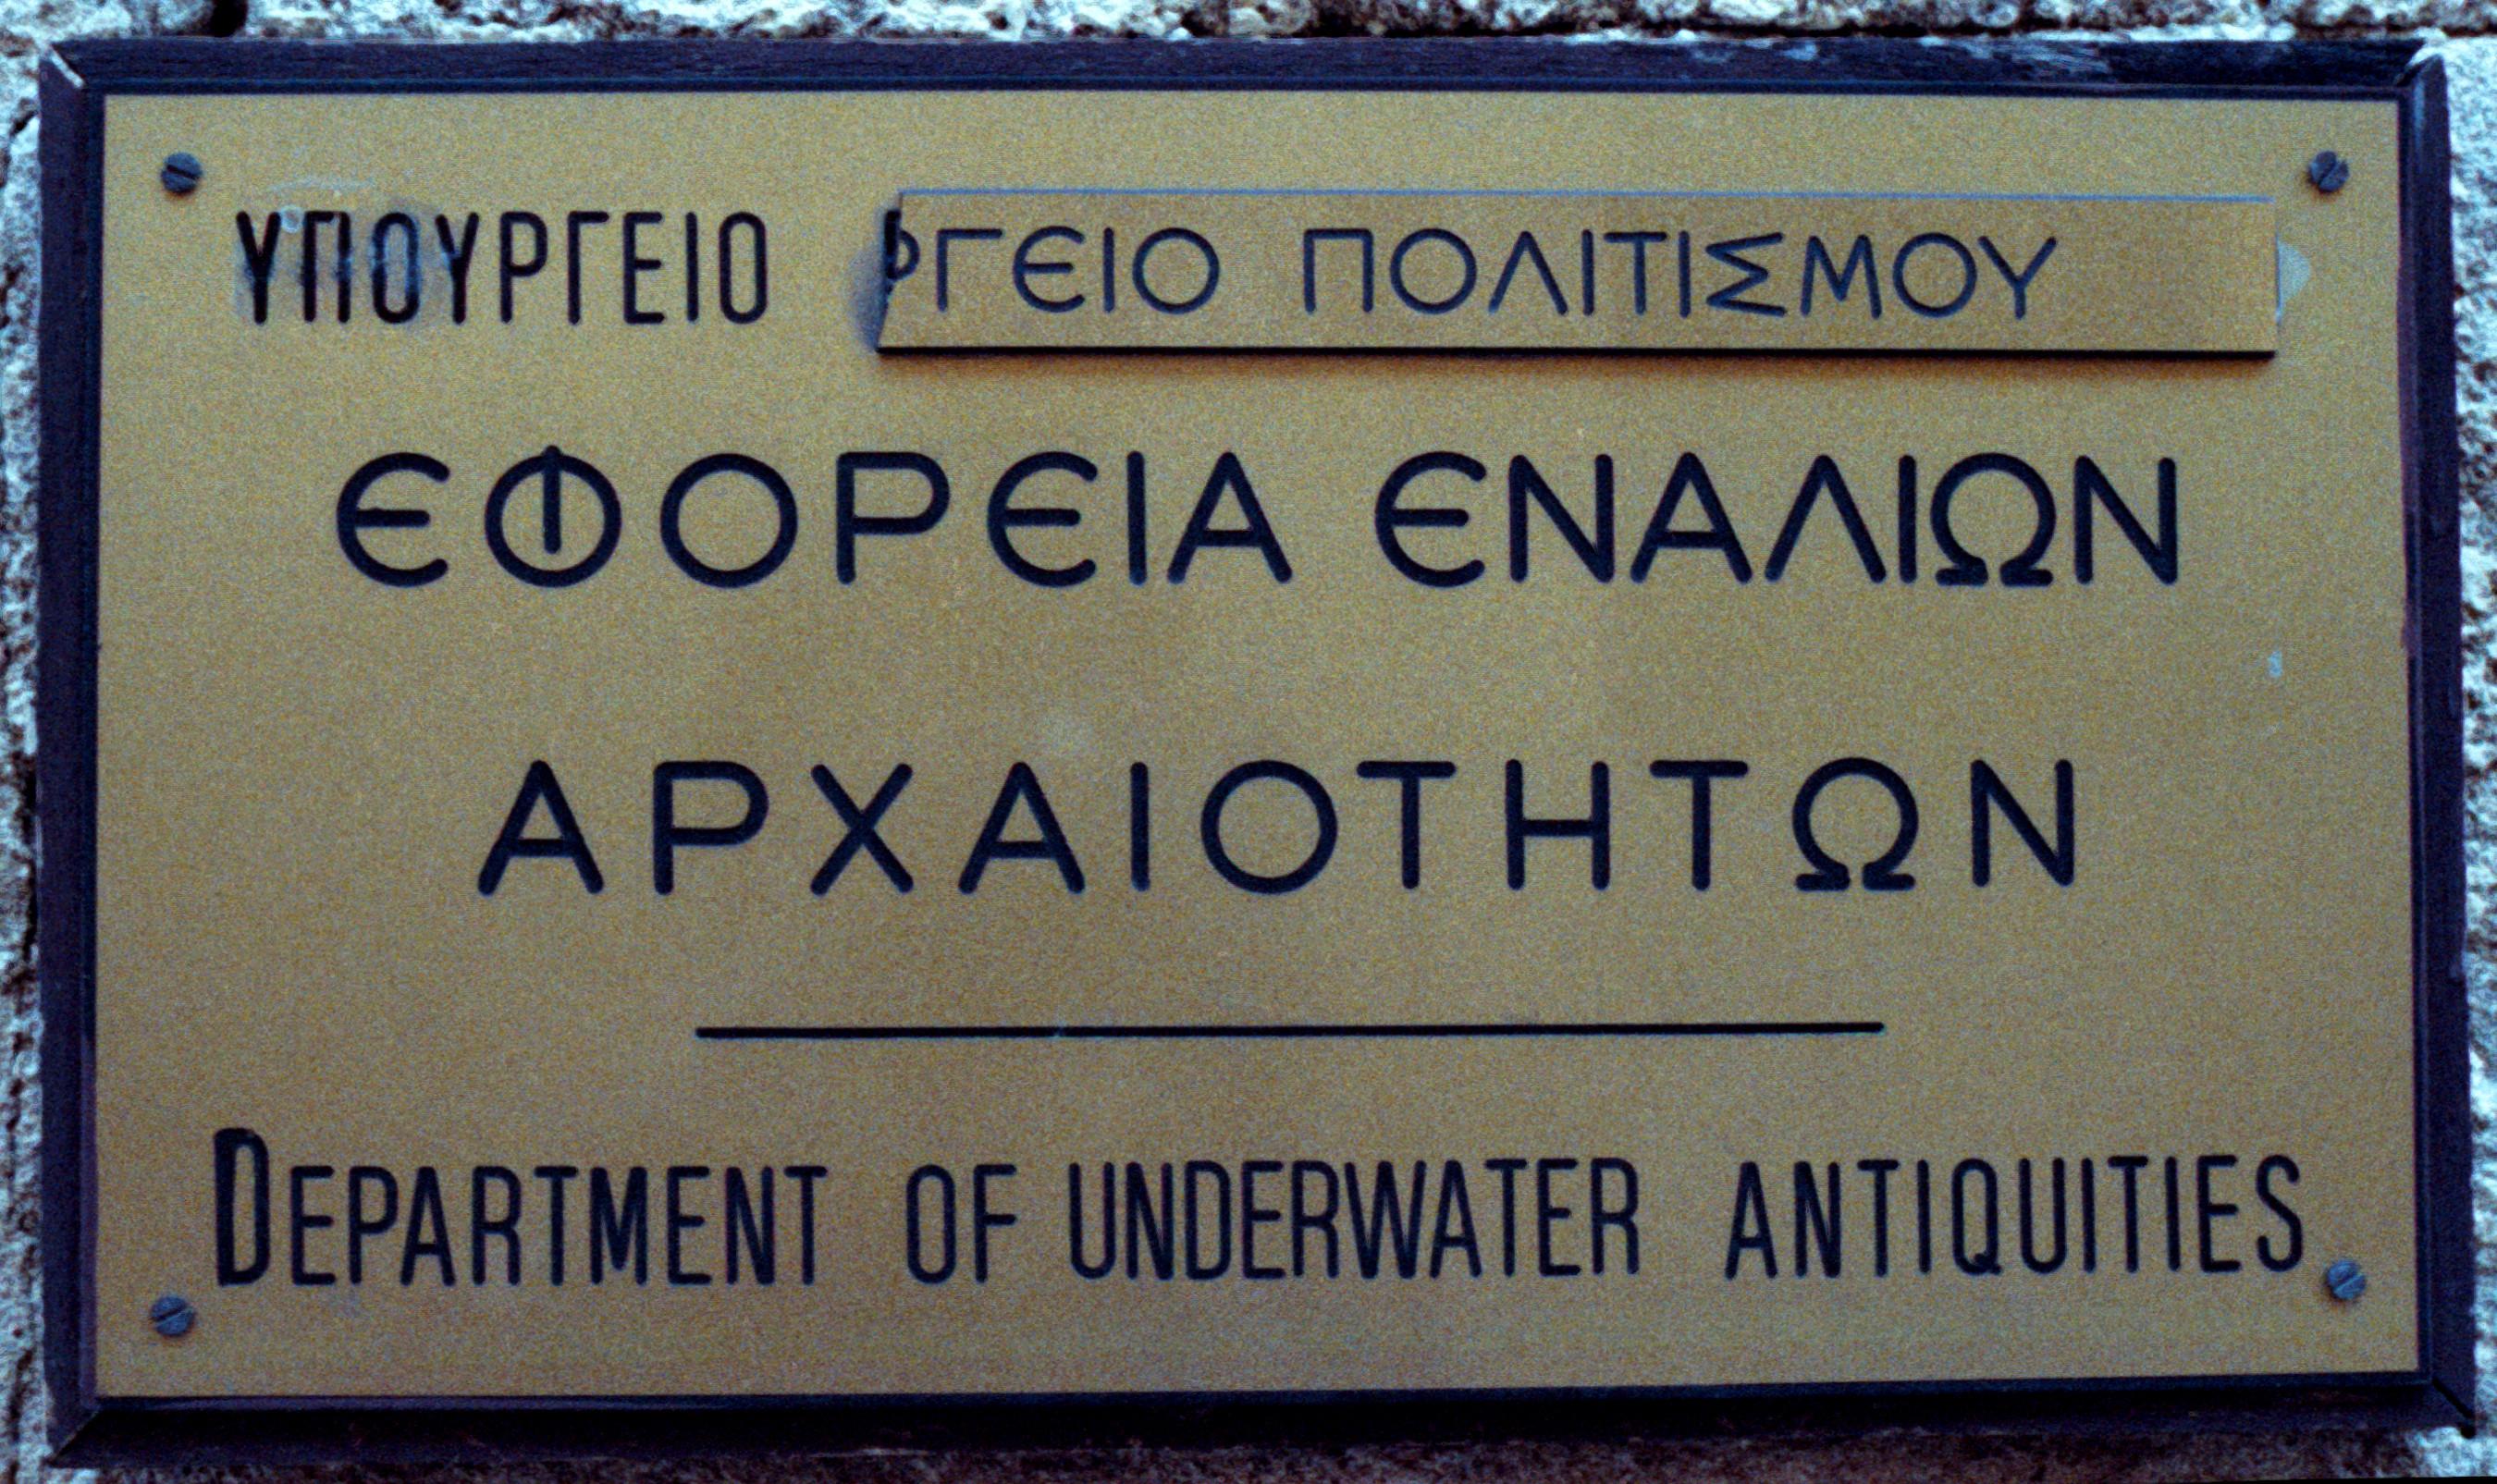 ΥΠΟΥΡΓΕΙΟ ΡΓΕΙΟ ΠΟΛΙΤΙΣΜΟΥ
ΕΦΟΡΕΙΑ ΕΝΑΛΙΩΝ
ΑΡΧΑΙΟΤΗΤΩΝ
DEPARTMENT OF UNDERWATER ANTIQUITIES